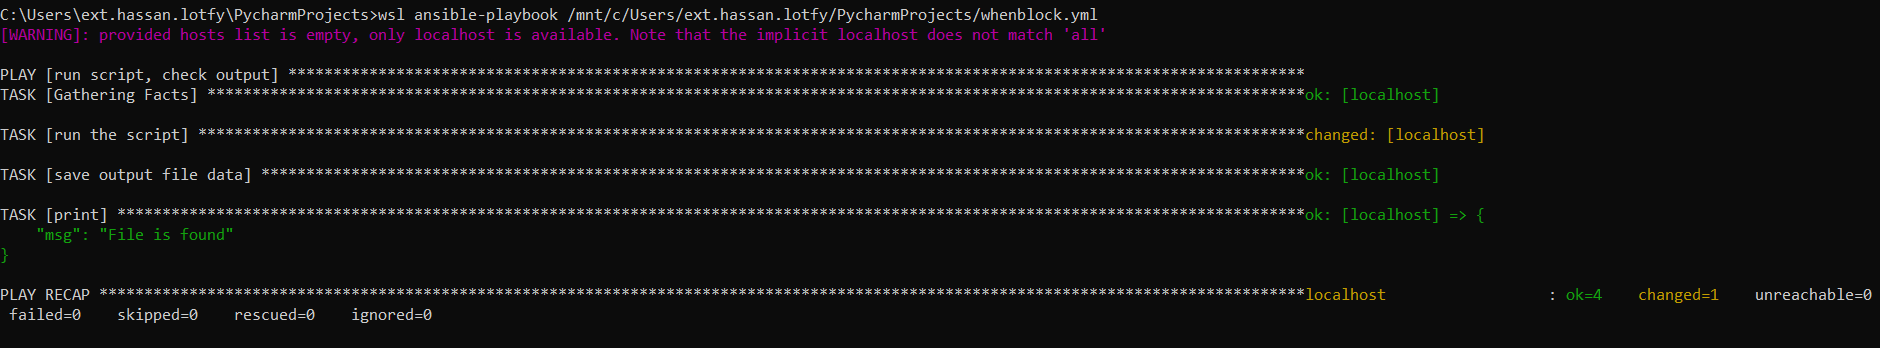 C:\Users\ext.hassan.lotfy\PycharmProjects>wsl ansible-playbook /mnt/c/Users/ext.hassan.lotfy/PycharmProjects/whenblock.yml
[WARNING]: provided hosts list is empty, only localhost is available. Note that the implicit localhost does not match 'all'
PLAY [run script, check output] *****************************************************************************************************************
TASK [Gathering Facts] **************************************************************************************************************************ok: [localhost]
TASK [run the script] ***************************************************************************************************************************changed: [localhost]
TASK [save output file data] ********************************************************************************************************************ok: [localhost]
TASK [print] ************************************************************************************************************************************ok: [localhost] => {
    "msg": "File is found"
}
PLAY RECAP **************************************************************************************************************************************localhost                  : ok=4    changed=1    unreachable=0
 failed=0    skipped=0    rescued=0    ignored=0